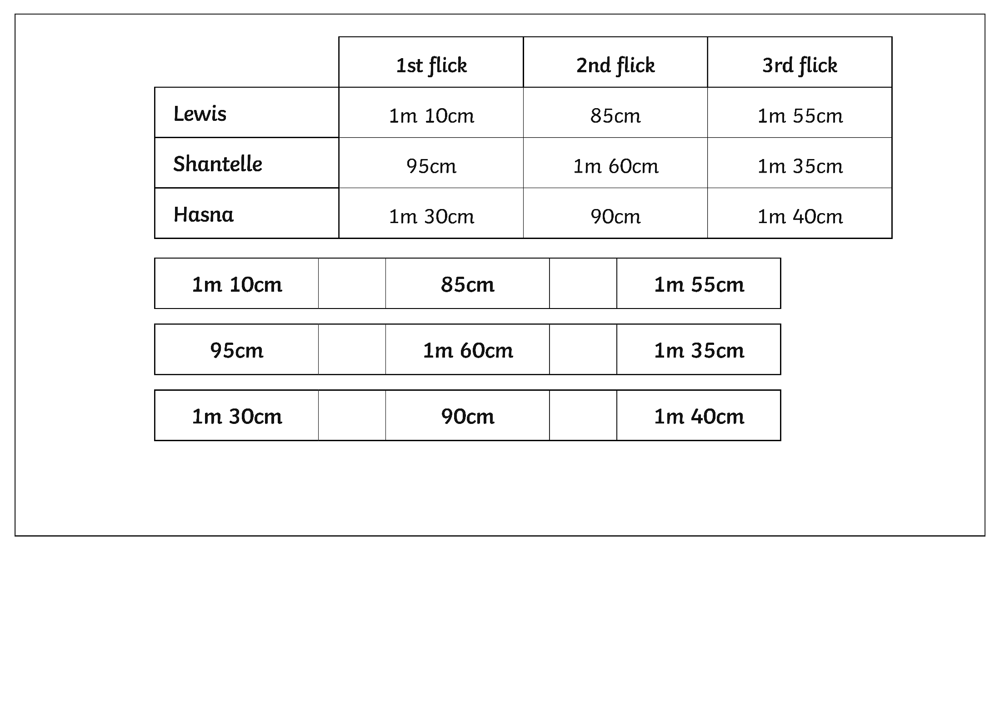 1st flick 2nd flick 3rd flick
Lewis 1m 10cm 85cm 1m 55cm
Shantelle 95cm 1m 60cm 1m 35cm
Hasna 1m 30cm 90cm 1m 40cm
1m 10cm 85cm 1m 55cm
95cm 1m 60cm 1m 35cm
1m 30cm 90cm 1m 40cm